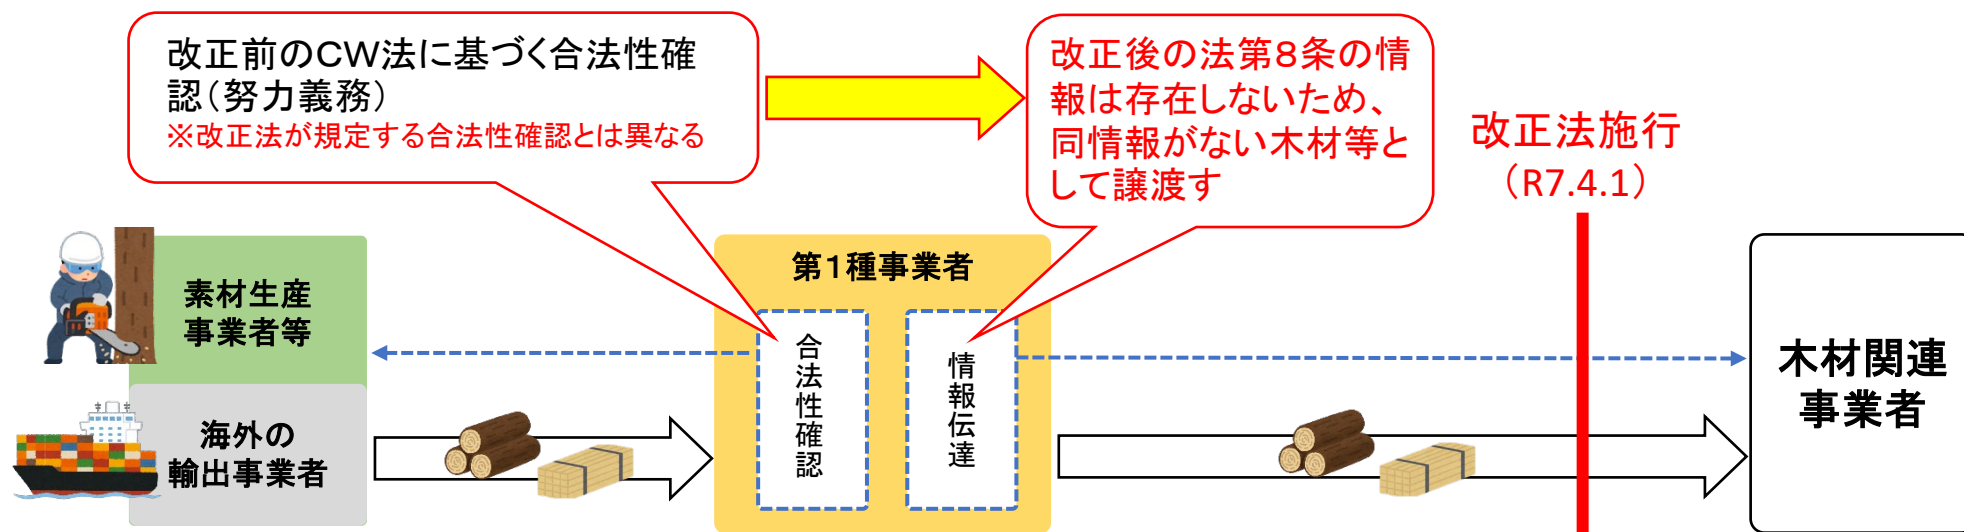 改正前のCW法に基づく合法性確
認(努力義務)
※改正法が規定する合法性確認とは異なる
改正後の法第8条の情
報は存在しないため、
同情報がない木材等と
して譲渡す
改正法施行
(R7.4.1)
素材生産
事業者等
海外の
輸出事業者
第1種事業者
合法性確認
情報伝達
木材関連
事業者